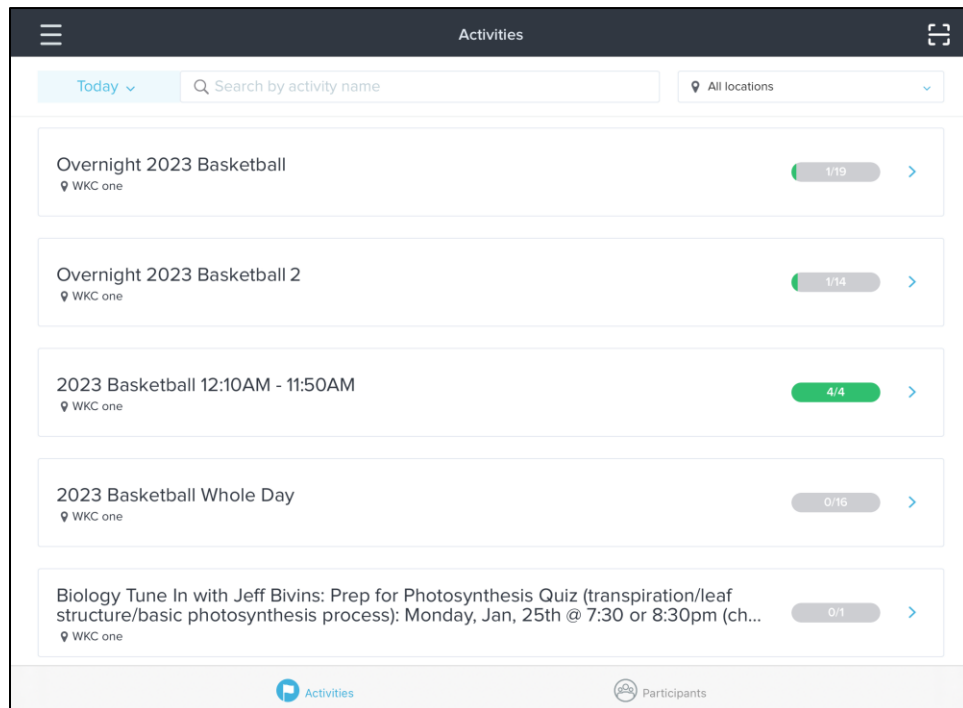 Activities
Today
Search by activity name
All locations
Overnight 2023 Basketball
1/19
WKC one
Overnight 2023 Basketball 2
1/14
WKC one
2023 Basketball 12:10AM - 11:50AM
4/4
WKC one
2023 Basketball Whole Day
0/16
WKC one
Biology Tune In with Jeff Bivins: Prep for Photosynthesis Quiz (transpiration/leaf
structure/basic photosynthesis process): Monday, Jan, 25th @ 7:30 or 8:30pm (ch...
0/1
WKC one
Activities
Participants